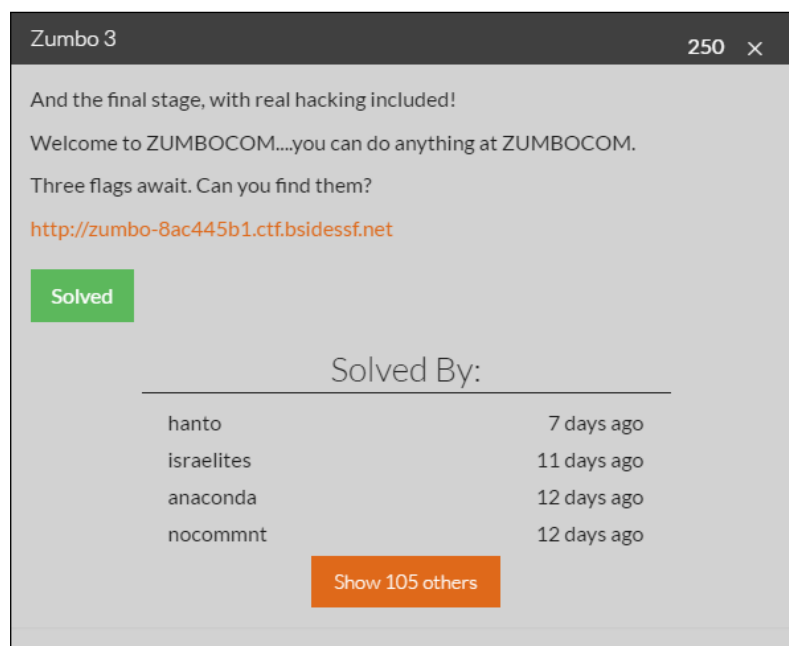 Zumbo 3
250 ×
And the final stage, with real hacking included!
Welcome to ZUMBOCOM....you can do anything at ZUMBOCOM.
Three flags await. Can you find them?
http://zumbo-8ac445b1.ctf.bsidessf.net
Solved
Solved By:
hanto 7 days ago
israelites 11 days ago
anaconda 12 days ago
nocommnt 12 days ago
Show 105 others